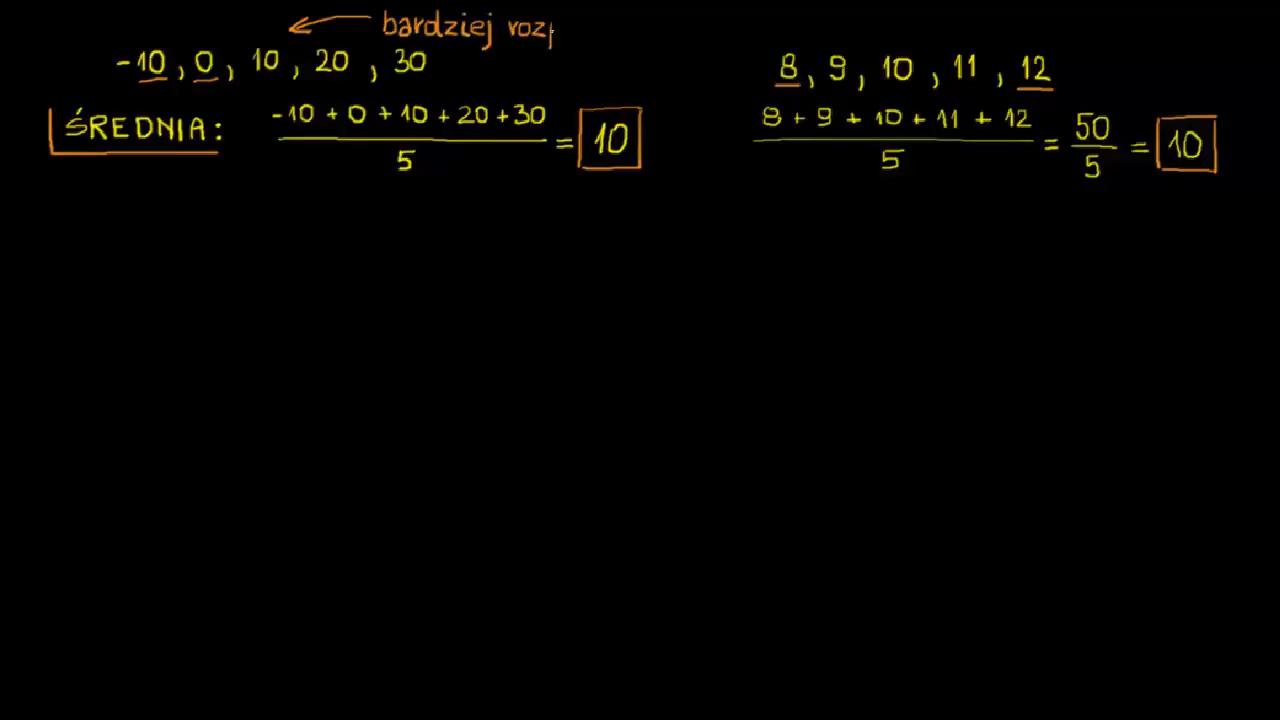 bardziej rozp
-10, 0, 10, 20, 30
8, 9, 10, 11, 12
ŚREDNIA: (-10 + 0 + 10 + 20 + 30)/5 = 10
(8 + 9 + 10 + 11 + 12)/5 = 50/5 = 10